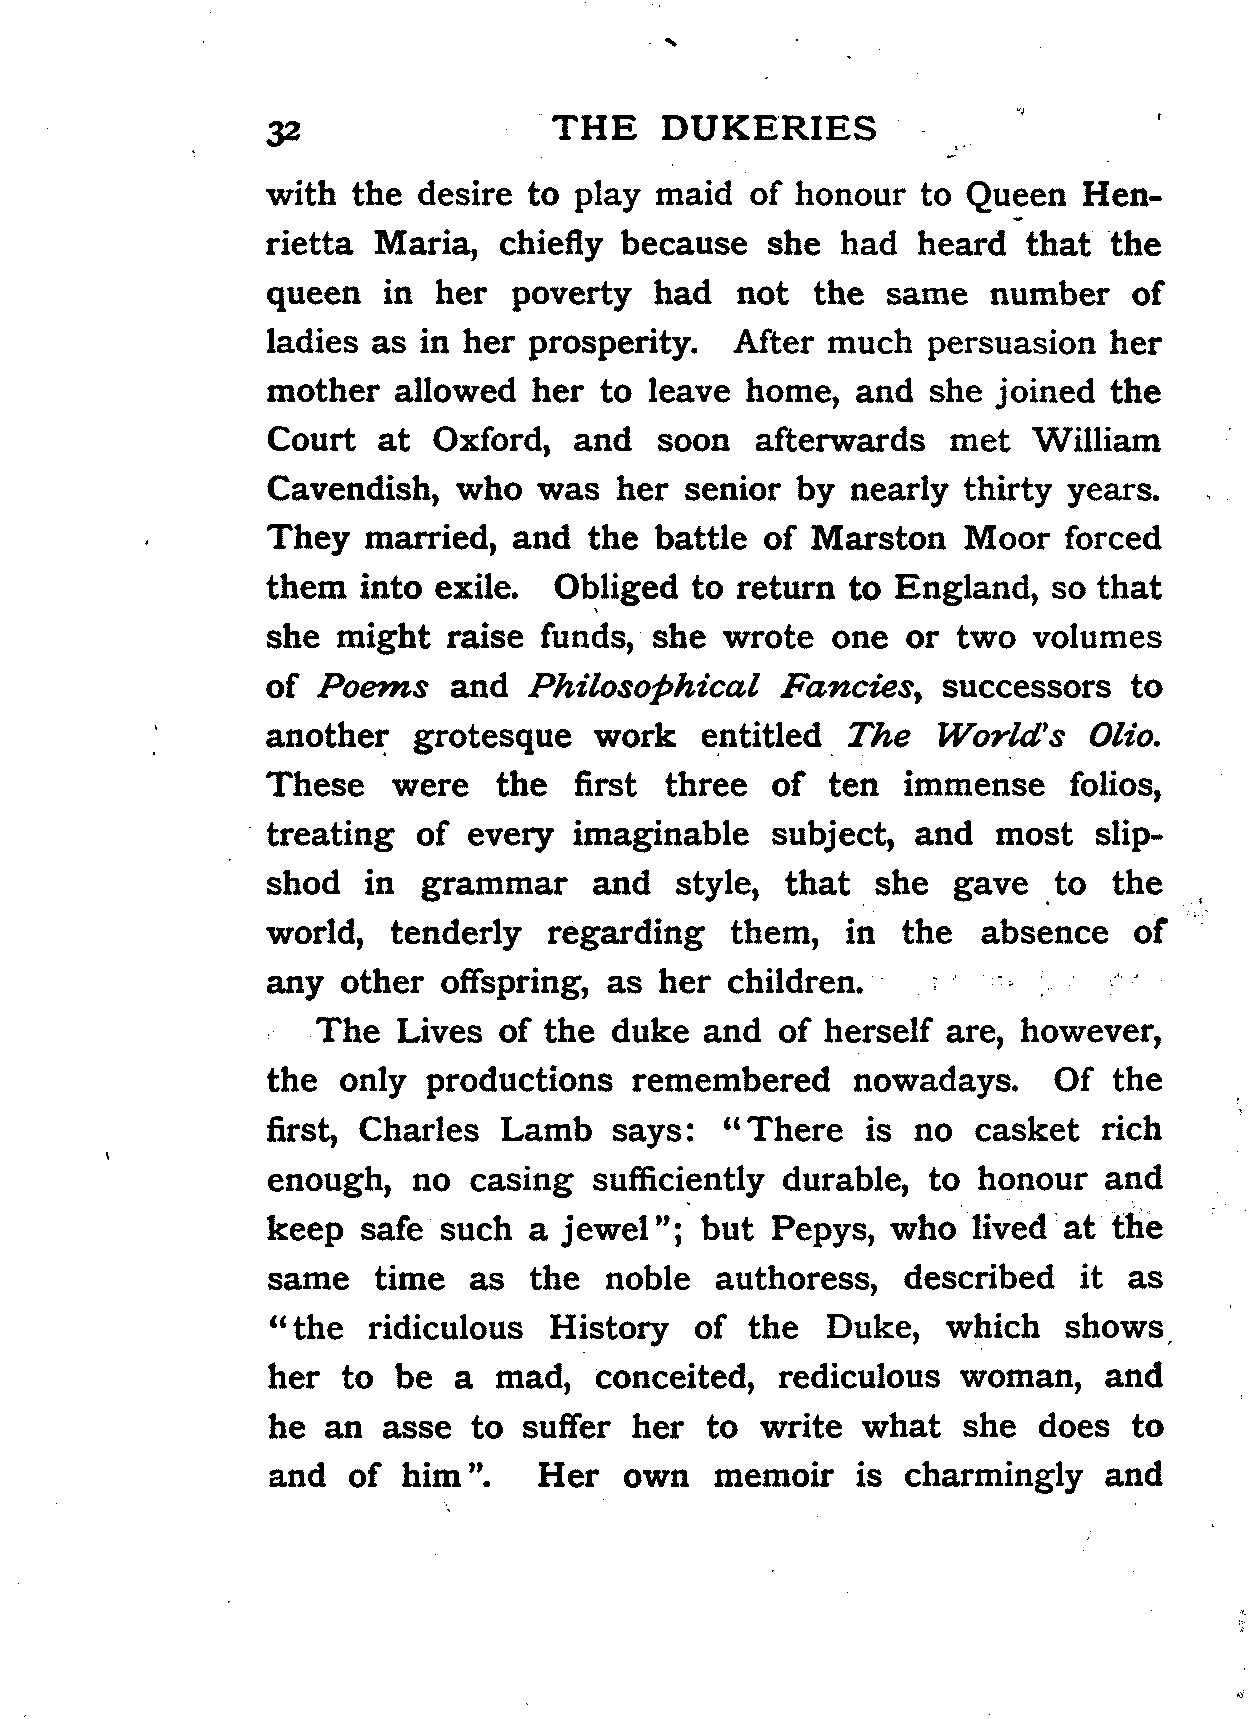 32 THE DUKERIES
with the desire to play maid of honour to Queen Hen-
rietta Maria, chiefly because she had heard that the
queen in her poverty had not the same number of
ladies as in her prosperity. After much persuasion her
mother allowed her to leave home, and she joined the
Court at Oxford, and soon afterwards met William
Cavendish, who was her senior by nearly thirty years.
They married, and the battle of Marston Moor forced
them into exile. Obliged to return to England, so that
she might raise funds, she wrote one or two volumes
of Poems and Philosophical Fancies, successors to
another grotesque work entitled The World's Olio.
These were the first three of ten immense folios,
treating of every imaginable subject, and most slip-
shod in grammar and style, that she gave to the
world, tenderly regarding them, in the absence of
any other offspring, as her children.
The Lives of the duke and of herself are, however,
the only productions remembered nowadays. Of the
first, Charles Lamb says: "There is no casket rich
enough, no casing sufficiently durable, to honour and
keep safe such a jewel"; but Pepys, who lived at the
same time as the noble authoress, described it as
"the ridiculous History of the Duke, which shows
her to be a mad, conceited, rediculous woman, and
he an asse to suffer her to write what she does to
and of him". Her own memoir is charmingly and